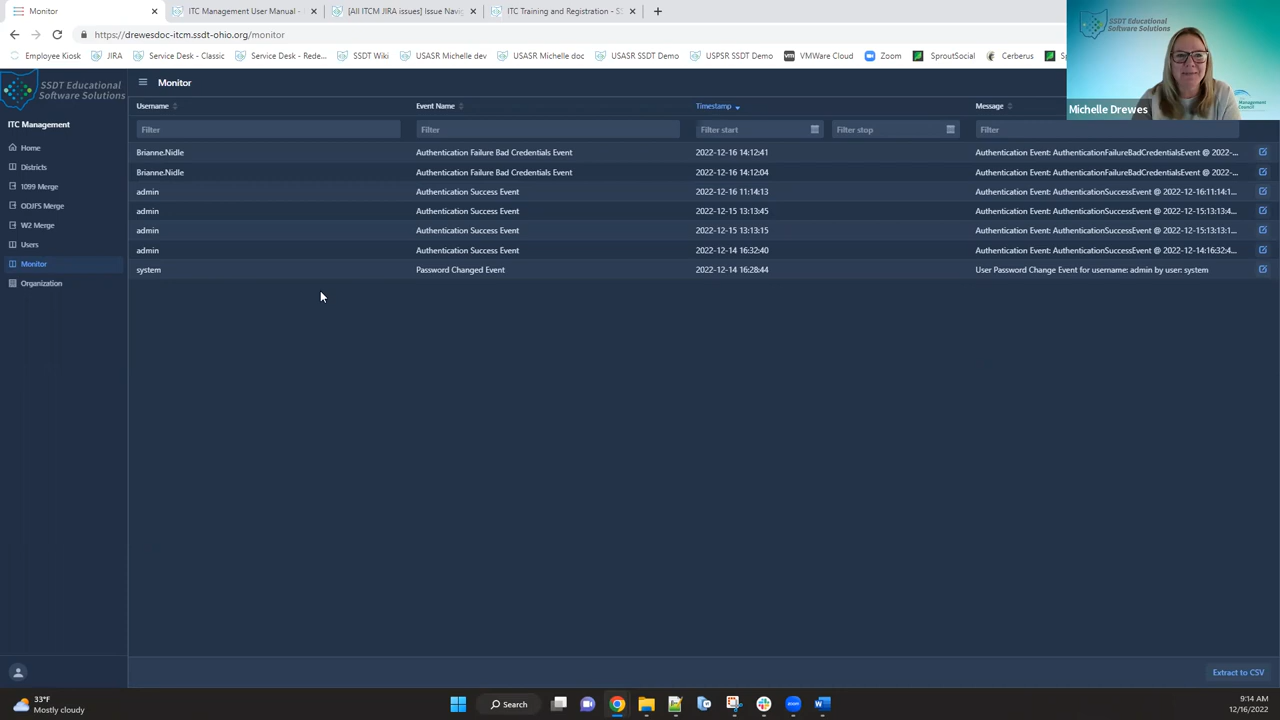 Monitor
ITC Management User Manual -
[All ITCM JIRA issues] Issue Navi
ITC Training and Registration - S
https://drewesdoc-itcm.ssdt-ohio.org/monitor
Employee Kiosk
JIRA
Service Desk - Classic
Service Desk - Rede...
SSDT Wiki
USASR Michelle dev
USASR Michelle doc
USASR SSDT Demo
USPSR SSDT Demo
VMWare Cloud
Zoom
SproutSocial
Cerberus
SSDT Educational
Software Solutions
Michelle Drewes
Management
Council
SSDT Educational
Software Solutions
ITC Management
Home
Districts
1099 Merge
ODJFS Merge
W2 Merge
Users
Monitor
Organization
Monitor
Username Event Name Timestamp Message
Filter Filter Filter start Filter stop Filter
Brianne.Nidle Authentication Failure Bad Credentials Event 2022-12-16 14:12:41 Authentication Event: AuthenticationFailureBadCredentialsEvent @ 2022-...
Brianne.Nidle Authentication Failure Bad Credentials Event 2022-12-16 14:12:04 Authentication Event: AuthenticationFailureBadCredentialsEvent @ 2022-...
admin Authentication Success Event 2022-12-16 11:14:13 Authentication Event: AuthenticationSuccessEvent @ 2022-12-16:11:14:1...
admin Authentication Success Event 2022-12-15 13:13:45 Authentication Event: AuthenticationSuccessEvent @ 2022-12-15:13:13:4...
admin Authentication Success Event 2022-12-15 13:13:15 Authentication Event: AuthenticationSuccessEvent @ 2022-12-15:13:13:1...
admin Authentication Success Event 2022-12-14 16:32:40 Authentication Event: AuthenticationSuccessEvent @ 2022-12-14:16:32:4...
system Password Changed Event 2022-12-14 16:28:44 User Password Change Event for username: admin by user: system
Extract to CSV
33°F
Mostly cloudy
Search
9:14 AM
12/16/2022